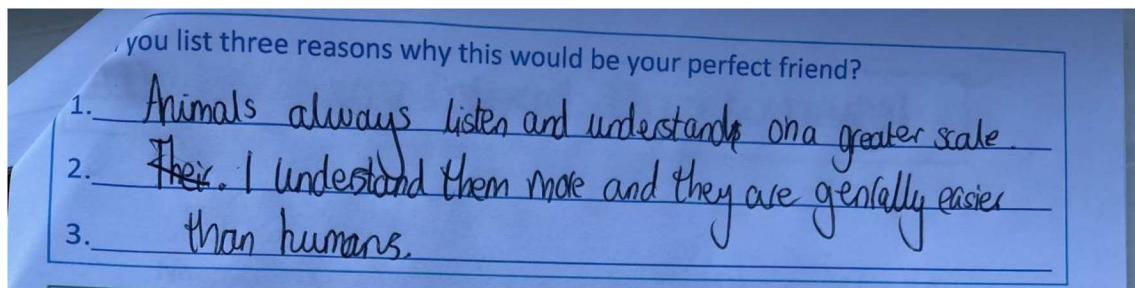 you list three reasons why this would be your perfect friend?
1. Animals always listen and understands on a greater scale.
2. Their. I understand them more and they are genrally easier
3. than humans.